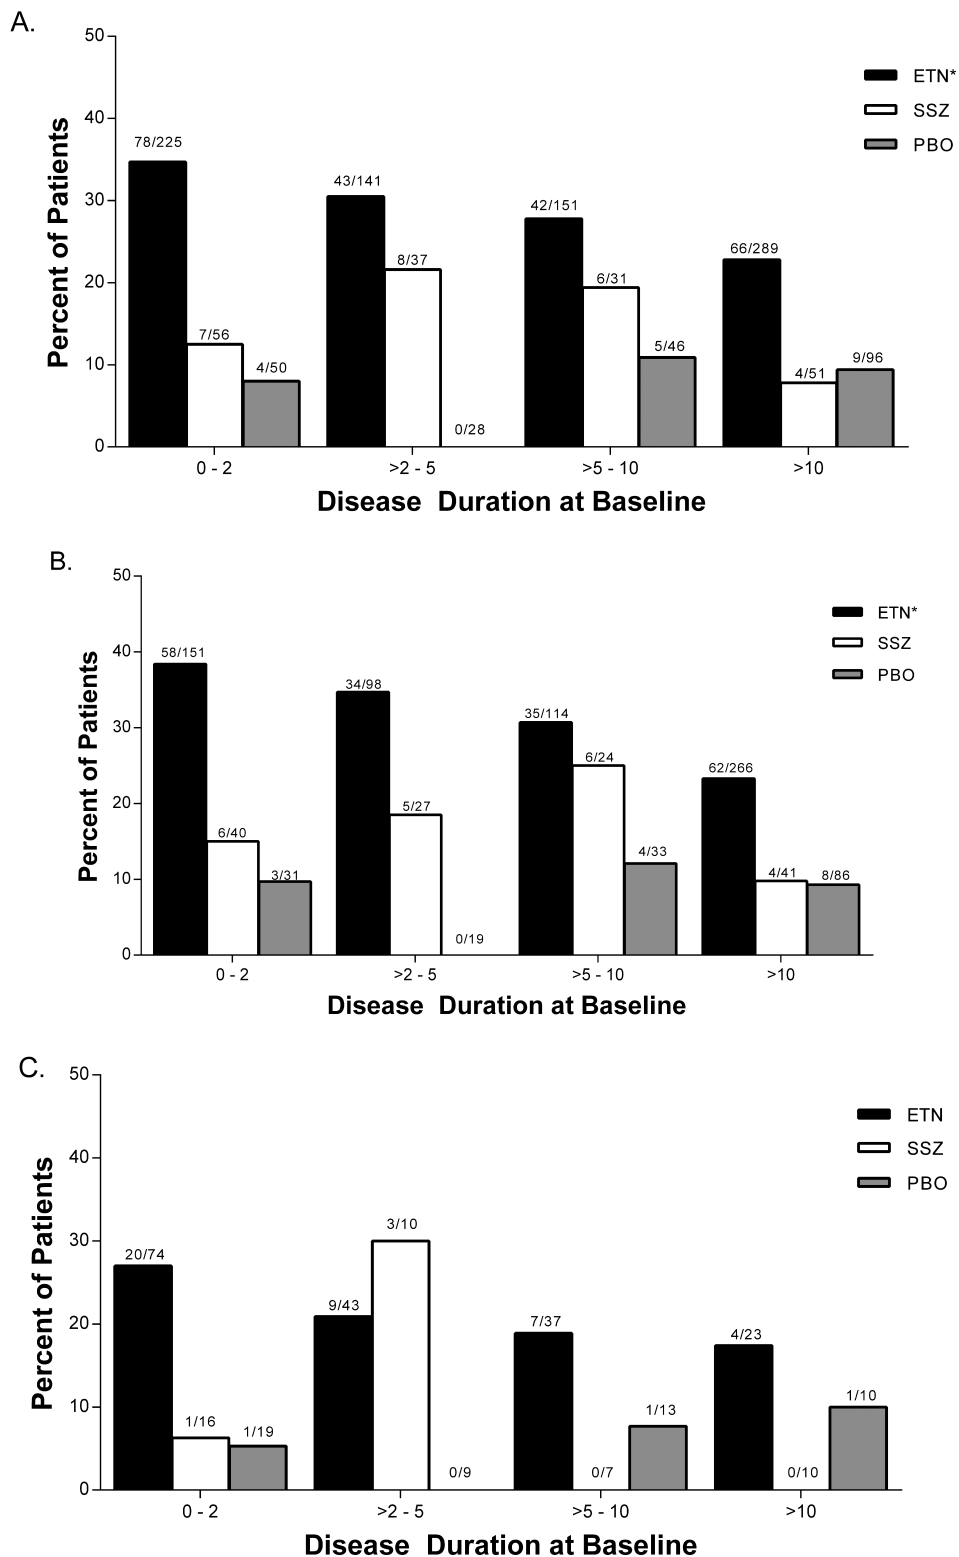 A.
50
40
30
20
10
0
Percent of Patients
ETN*
SSZ
PBO
78/225
7/56
4/50
43/141
8/37
0/28
42/151
6/31
5/46
66/289
4/51
9/96
0 - 2
>2 - 5
>5 - 10
>10
Disease Duration at Baseline
B.
50
40
30
20
10
0
Percent of Patients
ETN*
SSZ
PBO
58/151
6/40
3/31
34/98
5/27
0/19
35/114
6/24
4/33
62/266
4/41
8/86
0 - 2
>2 - 5
>5 - 10
>10
Disease Duration at Baseline
C.
50
40
30
20
10
0
Percent of Patients
ETN
SSZ
PBO
20/74
1/16
1/19
9/43
3/10
0/9
7/37
0/7
1/13
4/23
0/10
1/10
0 - 2
>2 - 5
>5 - 10
>10
Disease Duration at Baseline